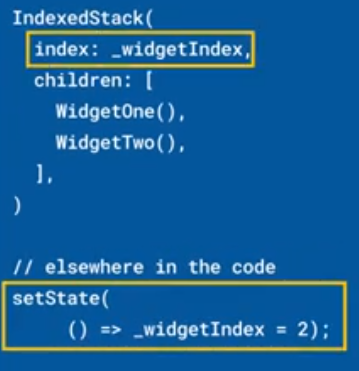 IndexedStack(
index: _widgetIndex,
children: [
WidgetOne(),
WidgetTwo(),
],
)
// elsewhere in the code
setState(
() => _widgetIndex = 2);